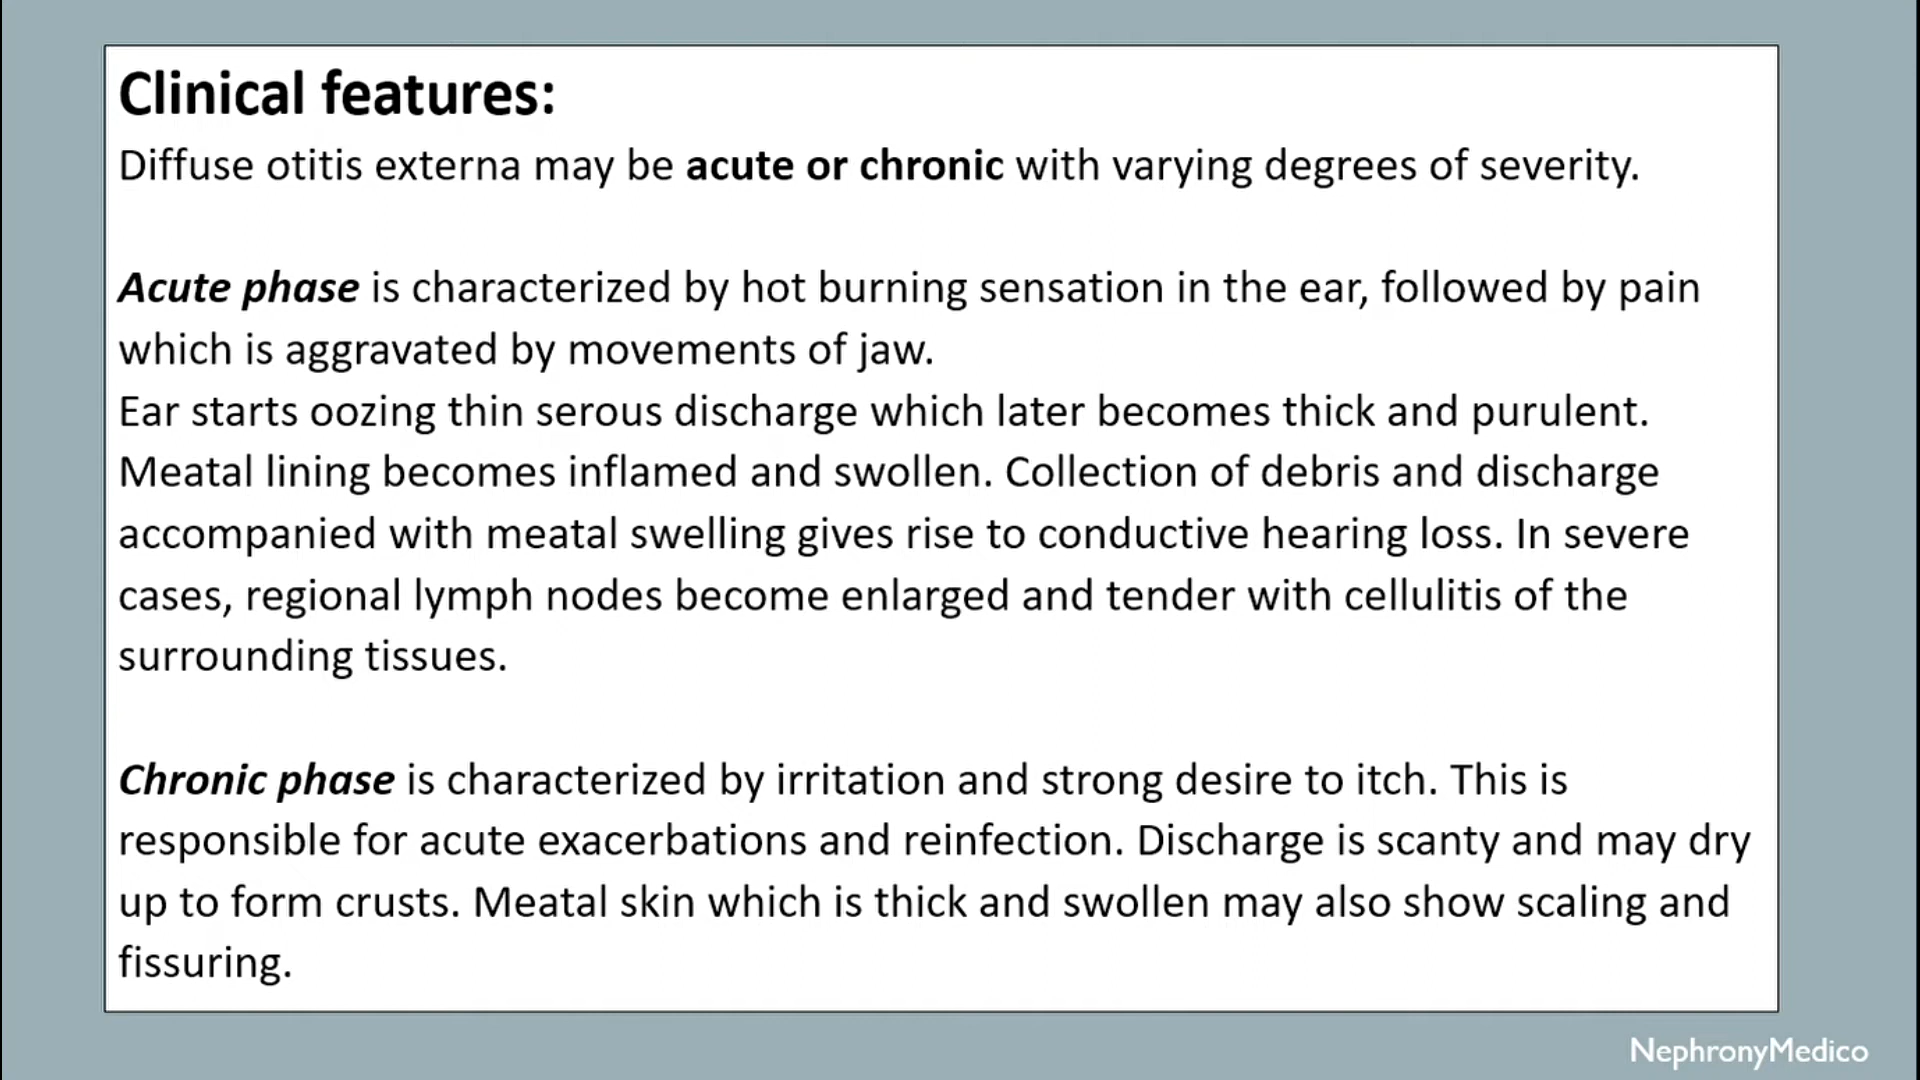 Clinical features:
Diffuse otitis externa may be acute or chronic with varying degrees of severity.
Acute phase is characterized by hot burning sensation in the ear, followed by pain
which is aggravated by movements of jaw.
Ear starts oozing thin serous discharge which later becomes thick and purulent.
Meatal lining becomes inflamed and swollen. Collection of debris and discharge
accompanied with meatal swelling gives rise to conductive hearing loss. In severe
cases, regional lymph nodes become enlarged and tender with cellulitis of the
surrounding tissues.
Chronic phase is characterized by irritation and strong desire to itch. This is
responsible for acute exacerbations and reinfection. Discharge is scanty and may dry
up to form crusts. Meatal skin which is thick and swollen may also show scaling and
fissuring.
NephronyMedico